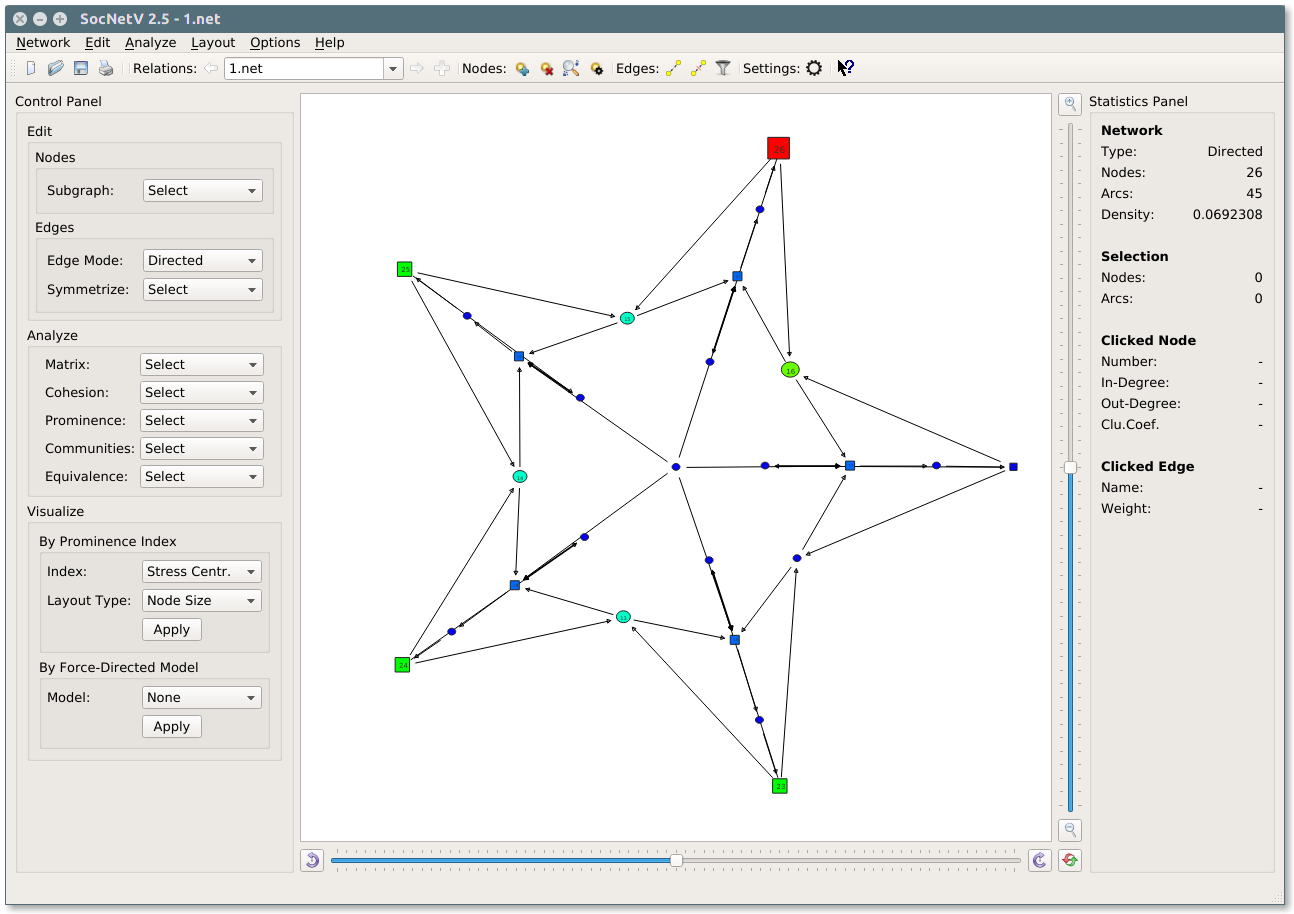 SocNetV 2.5 - 1.net
Network Edit Analyze Layout Options Help
Relations: 1.net Nodes: Edges: Settings:
Control Panel
Edit
Nodes
Subgraph: Select
Edges
Edge Mode: Directed
Symmetrize: Select
Analyze
Matrix: Select
Cohesion: Select
Prominence: Select
Communities: Select
Equivalence: Select
Visualize
By Prominence Index
Index: Stress Centr.
Layout Type: Node Size
Apply
By Force-Directed Model
Model: None
Apply
26
25
15
16
14
13
24
23
Statistics Panel
Network
Type: Directed
Nodes: 26
Arcs: 45
Density: 0.0692308
Selection
Nodes: 0
Arcs: 0
Clicked Node
Number: -
In-Degree: -
Out-Degree: -
Clu.Coef. -
Clicked Edge
Name: -
Weight: -